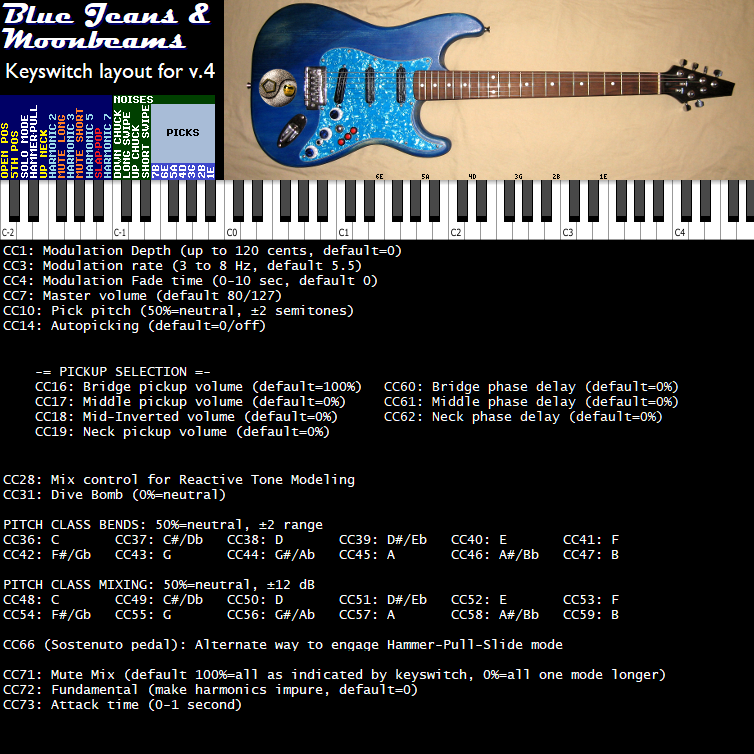 Blue Jeans &
Moonbeams
Keyswitch layout for v.4
OPEN POS
5TH POS
SOLO MODE
HAMMERPULL
UP NECK
HARMONIC 2
MUTE LONG
HARMONIC 3
MUTE SHORT
HARMONIC 5
SLAPPOP
HARMONIC 7
NOISES
DOWN CHUCK
LONG SWIPE
UP CHUCK
SHORT SWIPES
PICKS
7B
6E
5A
4D
3G
2B
1E
6E 5A 4D 3G 2B 1E
C-2 C-1 C0 C1 C2 C3 C4
CC1: Modulation Depth (up to 120 cents, default=0)
CC3: Modulation rate (3 to 8 Hz, default 5.5)
CC4: Modulation Fade time (0-10 sec, default 0)
CC7: Master volume (default 80/127)
CC10: Pick pitch (50%=neutral, ±2 semitones)
CC14: Autopicking (default=0/off)
-= PICKUP SELECTION =-
CC16: Bridge pickup volume (default=100%) CC60: Bridge phase delay (default=0%)
CC17: Middle pickup volume (default=0%) CC61: Middle phase delay (default=0%)
CC18: Mid-Inverted volume (default=0%) CC62: Neck phase delay (default=0%)
CC19: Neck pickup volume (default=0%)
CC28: Mix control for Reactive Tone Modeling
CC31: Dive Bomb (0%=neutral)
PITCH CLASS BENDS: 50%=neutral, ±2 range
CC36: C CC37: C#/Db CC38: D CC39: D#/Eb CC40: E CC41: F
CC42: F#/Gb CC43: G CC44: G#/Ab CC45: A CC46: A#/Bb CC47: B
PITCH CLASS MIXING: 50%=neutral, ±12 dB
CC48: C CC49: C#/Db CC50: D CC51: D#/Eb CC52: E CC53: F
CC54: F#/Gb CC55: G CC56: G#/Ab CC57: A CC58: A#/Bb CC59: B
CC66 (Sostenuto pedal): Alternate way to engage Hammer-Pull-Slide mode
CC71: Mute Mix (default 100%=all as indicated by keyswitch, 0%=all one mode longer)
CC72: Fundamental (make harmonics impure, default=0)
CC73: Attack time (0-1 second)